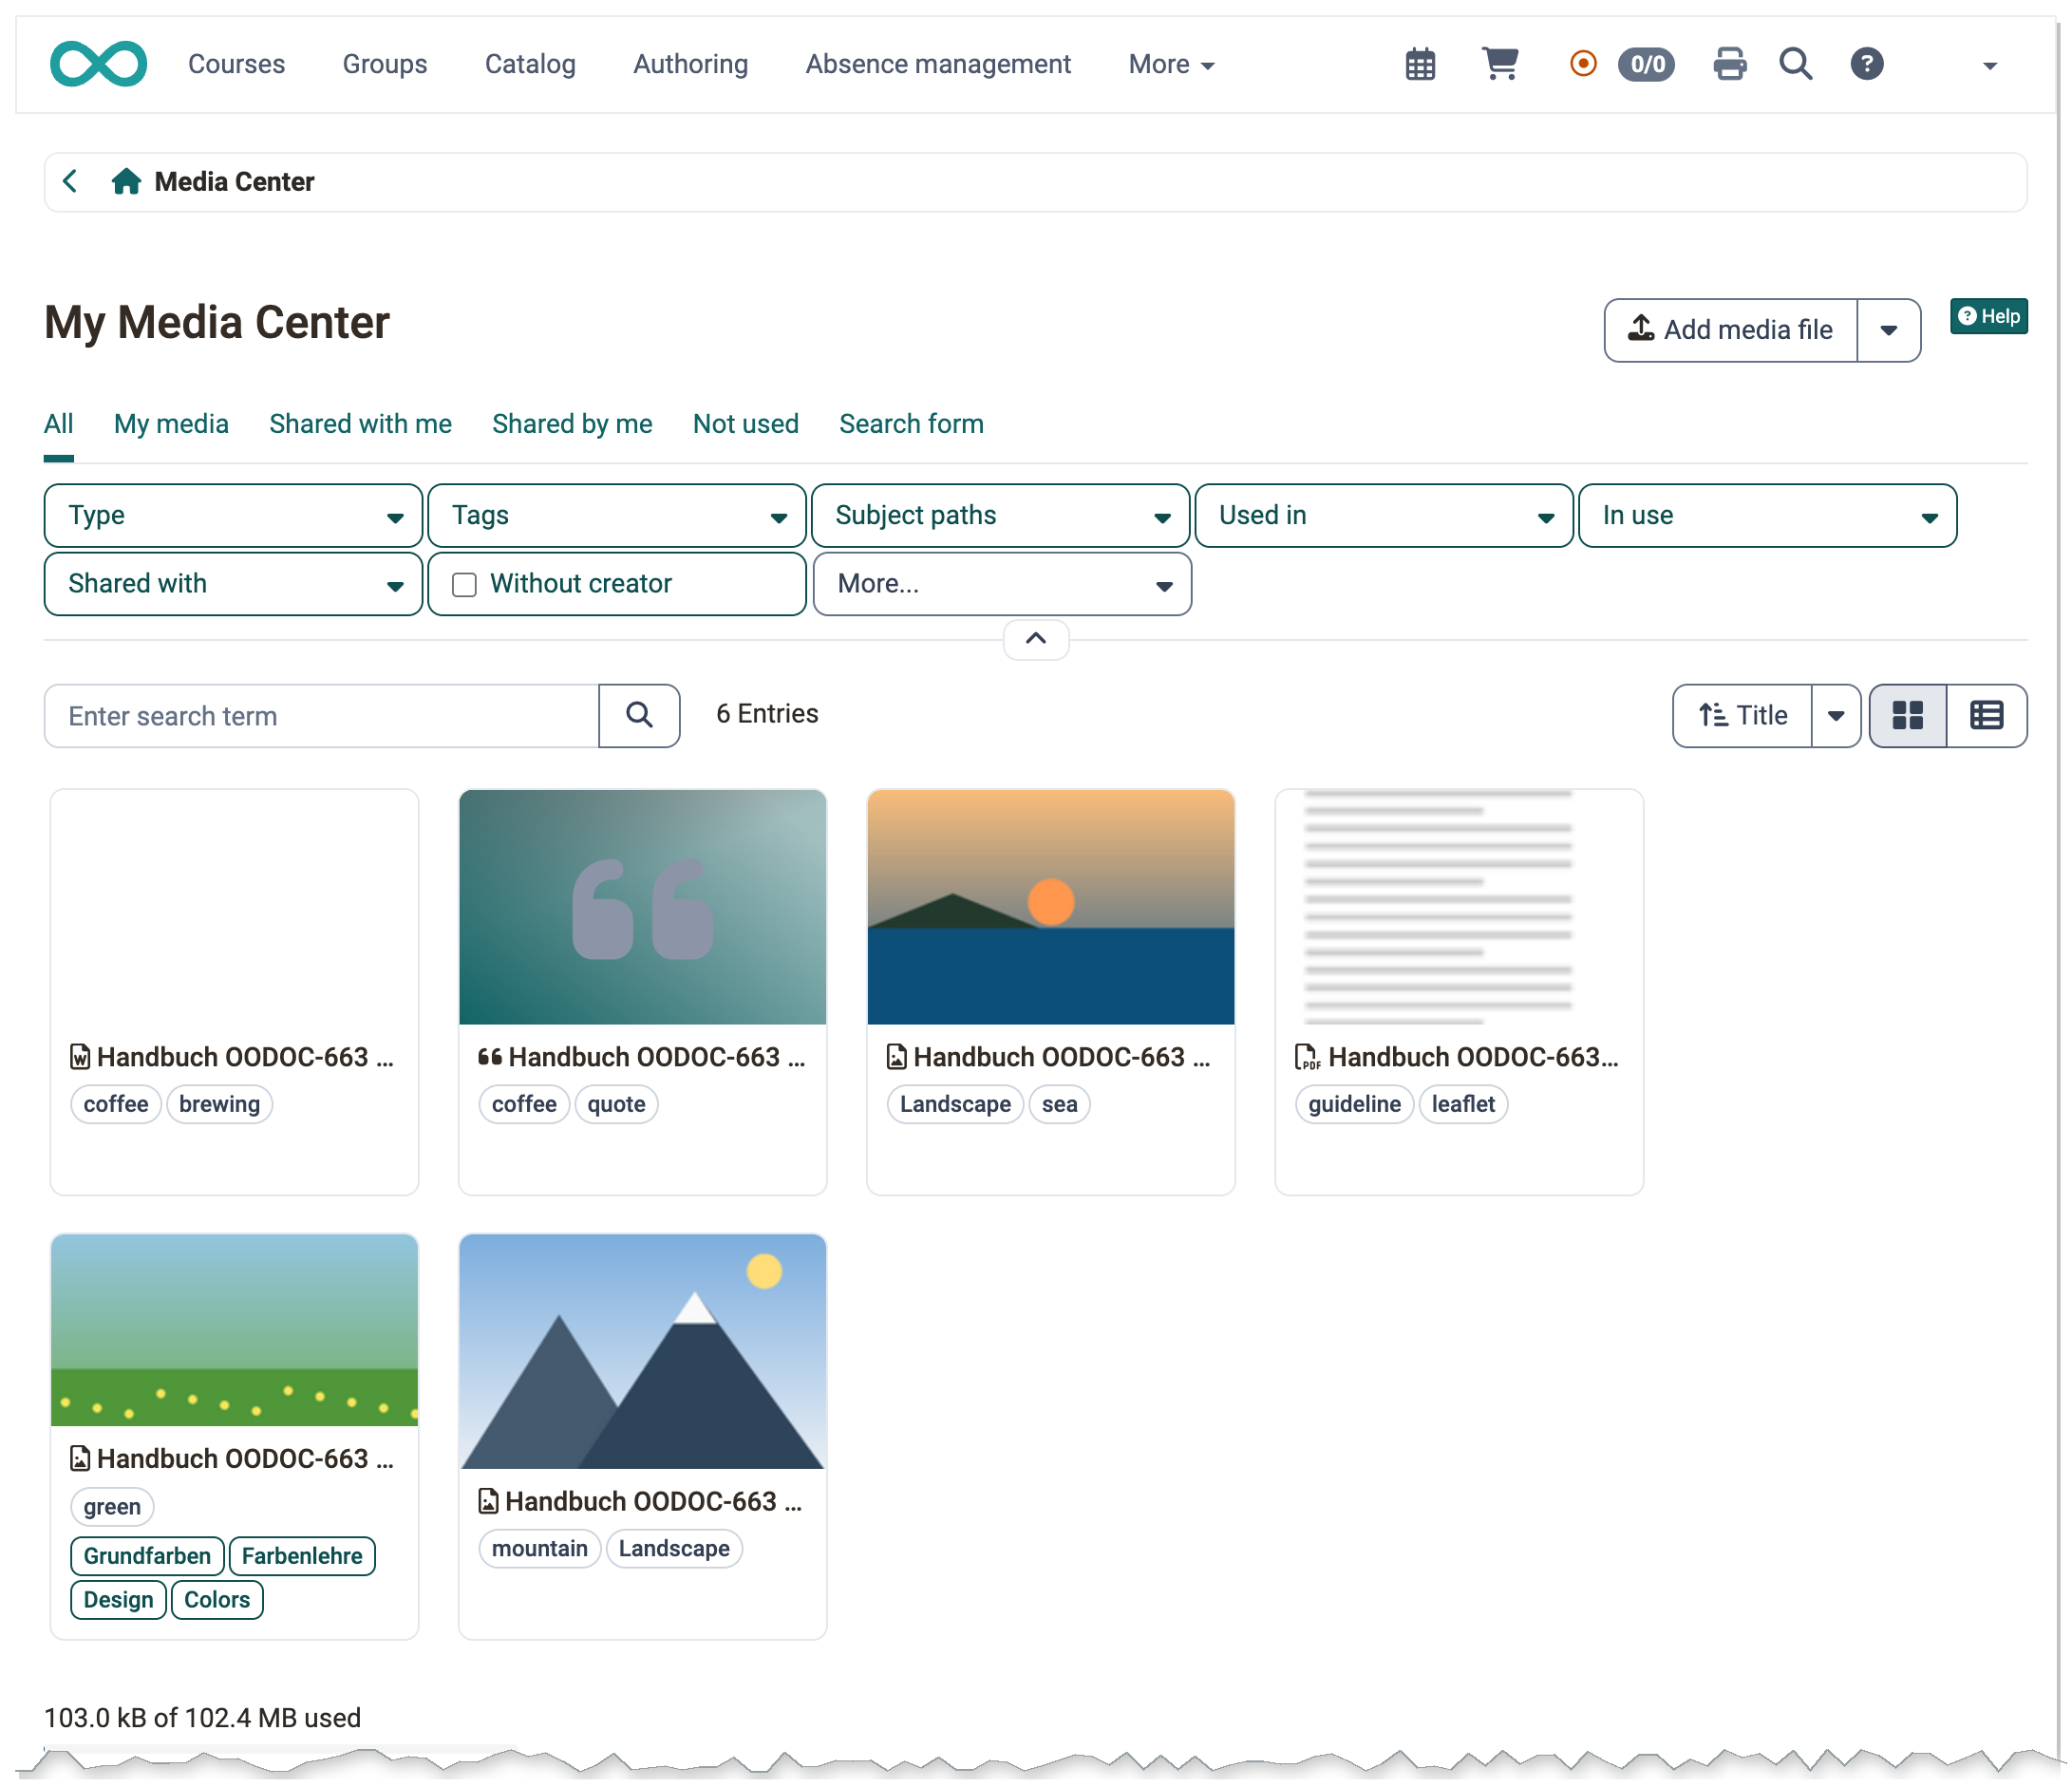 Courses Groups Catalog Authoring Absence management More 0/0 ?
Media Center
My Media Center
Add media file
? Help
All My media Shared with me Shared by me Not used Search form
Type Tags Subject paths Used in In use
Shared with Without creator More...
Enter search term 6 Entries Title
W Handbuch OODOC-663 ...
coffee brewing
Handbuch OODOC-663 ...
coffee quote
Handbuch OODOC-663 ...
Landscape sea
PDF Handbuch OODOC-663...
guideline leaflet
Handbuch OODOC-663 ...
green
Grundfarben Farbenlehre
Design Colors
Handbuch OODOC-663 ...
mountain Landscape
103.0 kB of 102.4 MB used